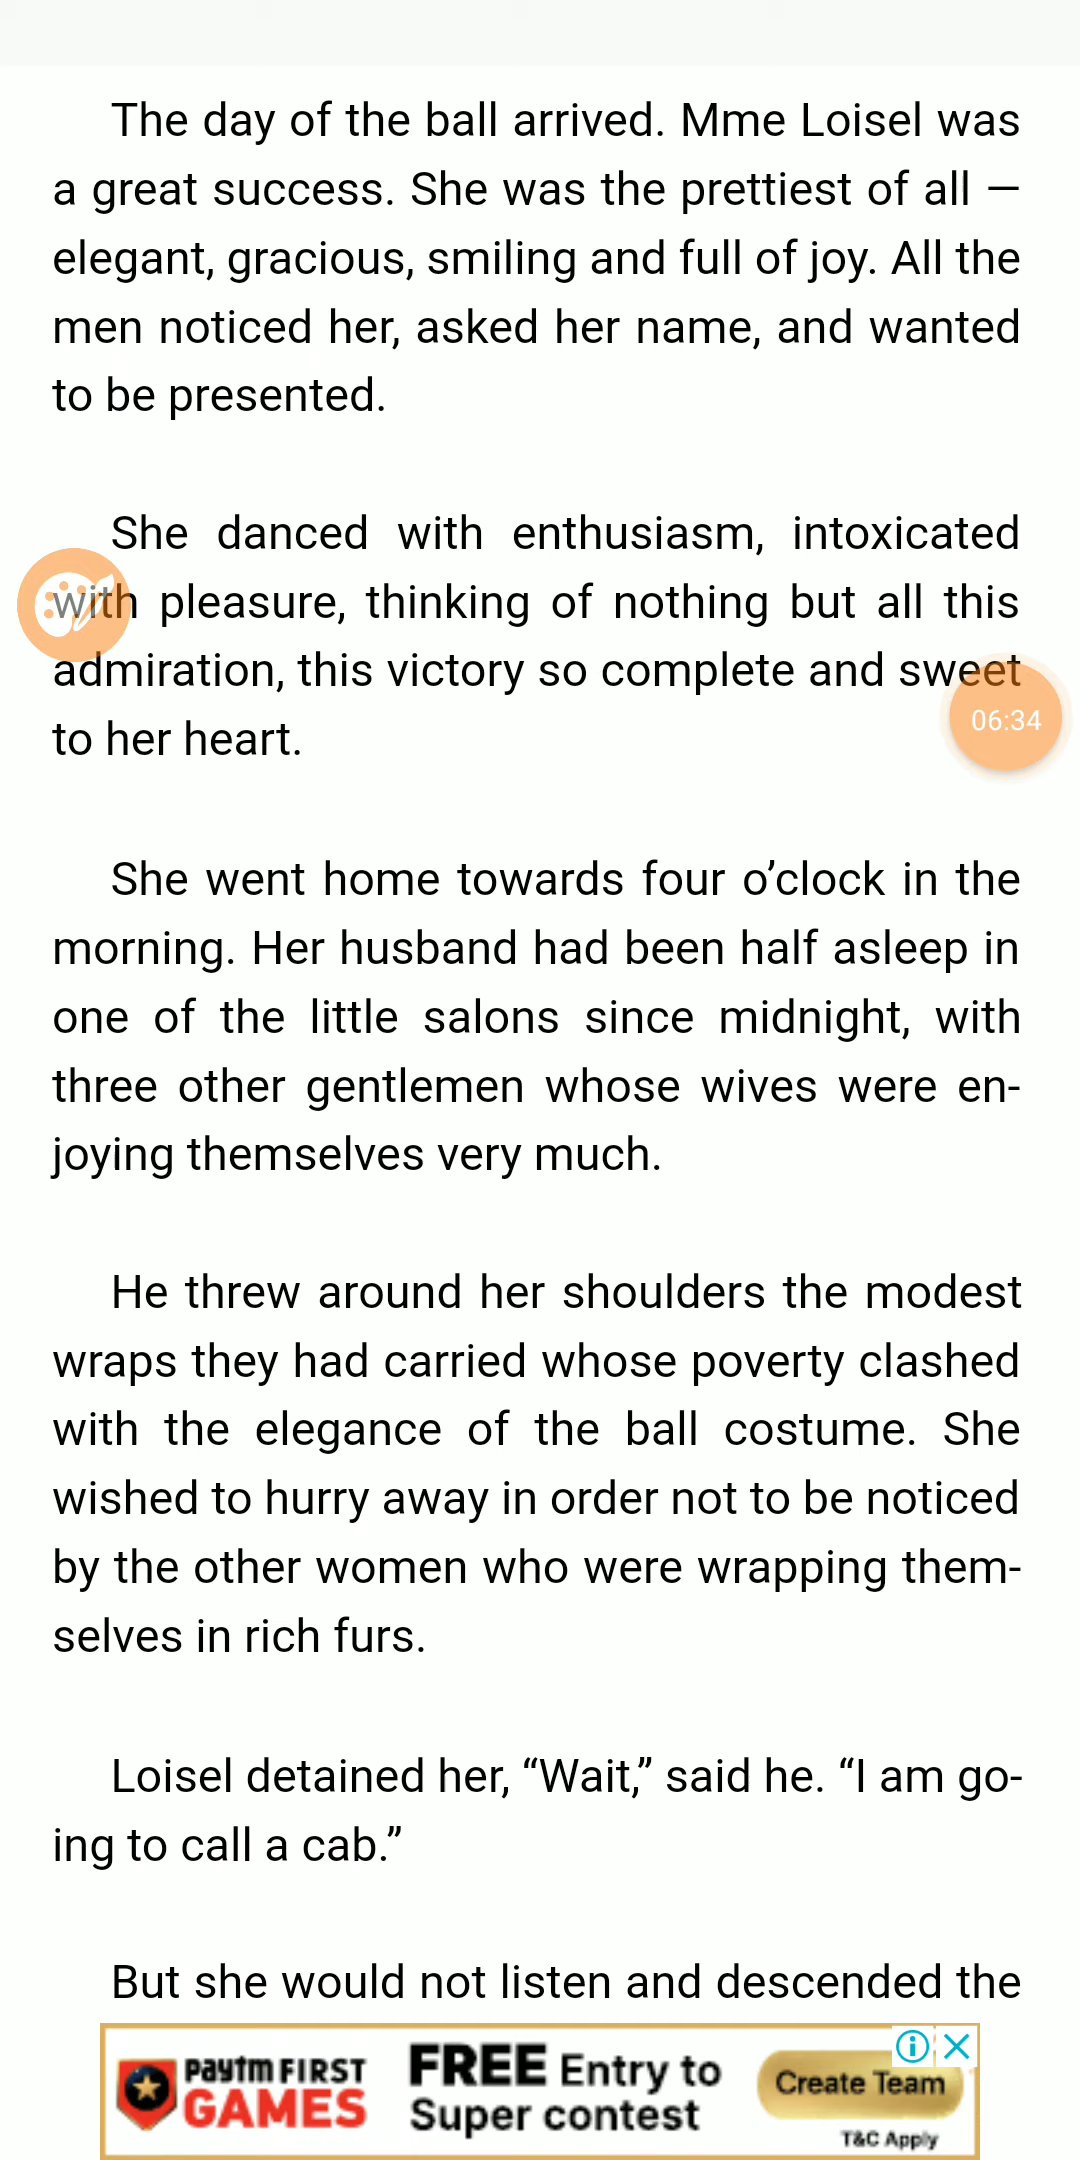 The day of the ball arrived. Mme Loisel was
a great success. She was the prettiest of all —
elegant, gracious, smiling and full of joy. All the
men noticed her, asked her name, and wanted
to be presented.
She danced with enthusiasm, intoxicated
with pleasure, thinking of nothing but all this
admiration, this victory so complete and sweet
to her heart.
06:34
She went home towards four o’clock in the
morning. Her husband had been half asleep in
one of the little salons since midnight, with
three other gentlemen whose wives were en-
joying themselves very much.
He threw around her shoulders the modest
wraps they had carried whose poverty clashed
with the elegance of the ball costume. She
wished to hurry away in order not to be noticed
by the other women who were wrapping them-
selves in rich furs.
Loisel detained her, “Wait,” said he. “I am go-
ing to call a cab.”
But she would not listen and descended the
paytm FIRST
GAMES
FREE Entry to
Super contest
Create Team
T&C Apply